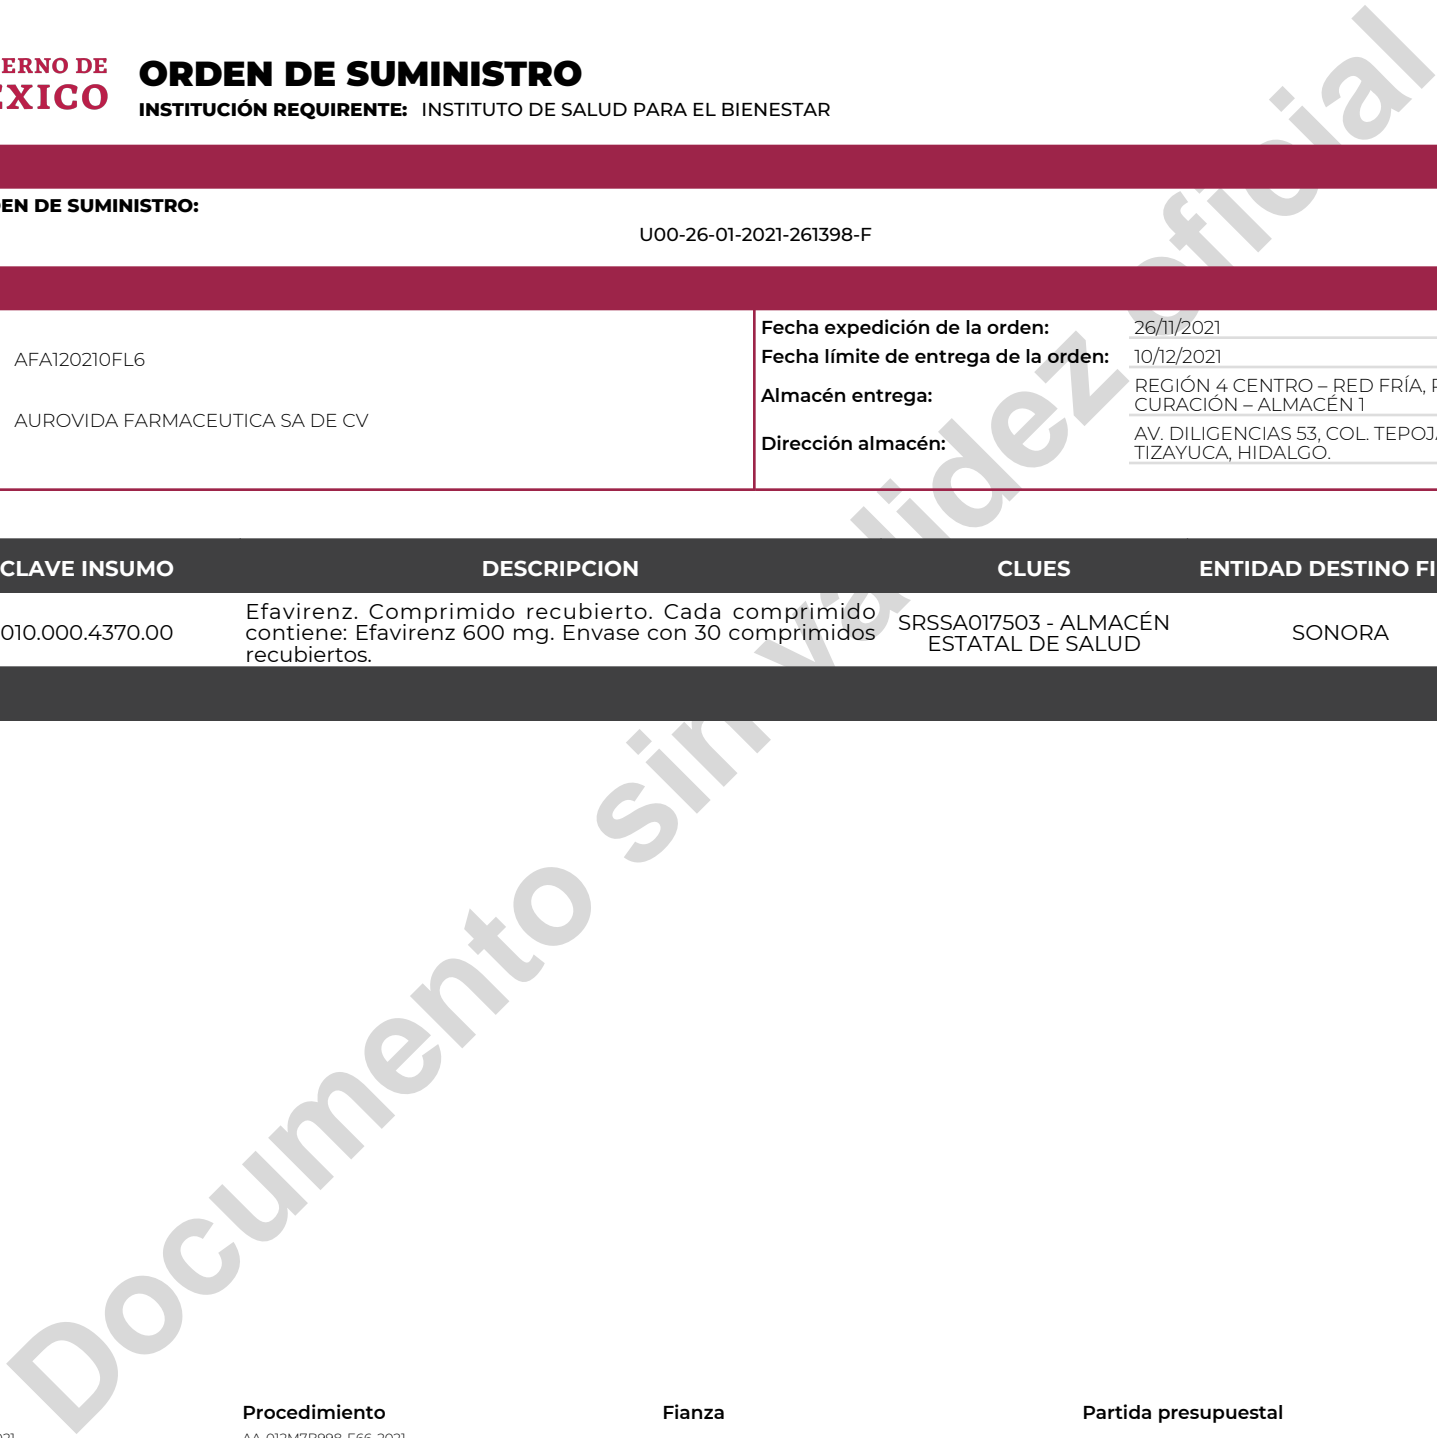 ERNO DE
ÉXICO
ORDEN DE SUMINISTRO
INSTITUCIÓN REQUIRENTE: INSTITUTO DE SALUD PARA EL BIENESTAR
EN DE SUMINISTRO:
U00-26-01-2021-261398-F
AFA120210FL6
AUROVIDA FARMACEUTICA SA DE CV
Fecha expedición de la orden: 26/11/2021
Fecha límite de entrega de la orden: 10/12/2021
Almacén entrega:
REGIÓN 4 CENTRO – RED FRÍA,
CURACIÓN – ALMACÉN 1
Dirección almacén:
AV. DILIGENCIAS 53, COL. TEPOJ
TIZAYUCA, HIDALGO.
CLAVE INSUMO DESCRIPCION CLUES ENTIDAD DESTINO FI
010.000.4370.00
Efavirenz. Comprimido recubierto. Cada comprimido
contiene: Efavirenz 600 mg. Envase con 30 comprimidos
recubiertos.
SRSSA017503 - ALMACÉN
ESTATAL DE SALUD
SONORA
Documento sin validez oficial
Procedimiento Fianza Partida presupuestal